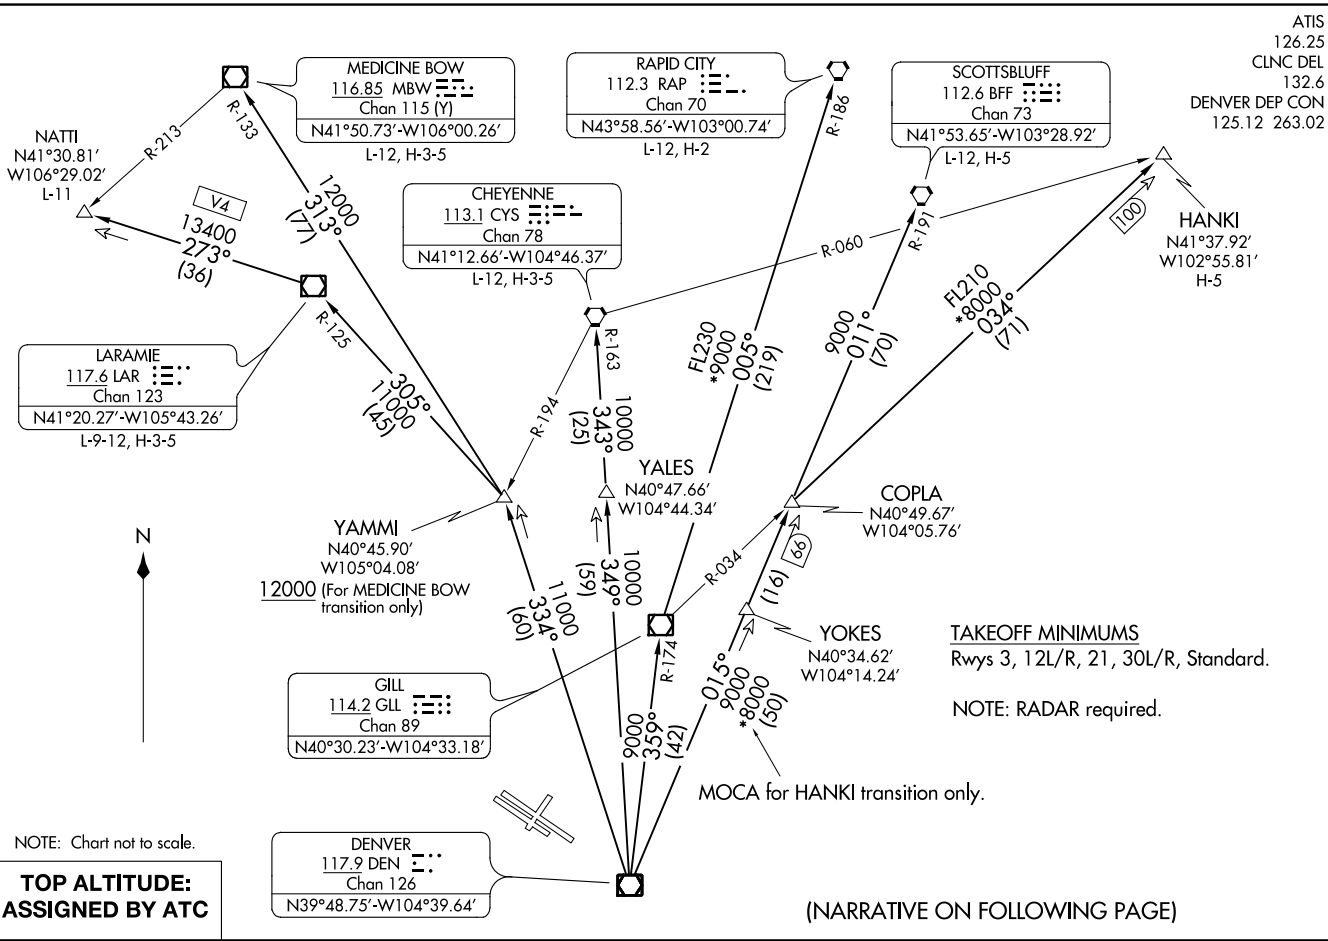 ATIS
126.25
CLNC DEL
132.6
DENVER DEP CON
125.12 263.02
MEDICINE BOW
116.85 MBW
Chan 115 (Y)
N41°50.73'-W106°00.26'
L-12, H-3-5
RAPID CITY
112.3 RAP
Chan 70
N43°58.56'-W103°00.74'
L-12, H-2
SCOTTSBLUFF
112.6 BFF
Chan 73
N41°53.65'-W103°28.92'
L-12, H-5
NATTI
N41°30.81'
W106°29.02'
L-11
R-213
R-133
R-186
V4
13400
273°
(36)
12000
313°
(77)
CHEYENNE
113.1 CYS
Chan 78
N41°12.66'-W104°46.37'
L-12, H-3-5
R-060
R-191
100
HANKI
N41°37.92'
W102°55.81'
H-5
LARAMIE
117.6 LAR
Chan 123
N41°20.27'-W105°43.26'
L-9-12, H-3-5
R-125
305°
11000
(45)
R-194
R-163
10000
343°
(25)
FL230
*9000
005°
(219)
9000
011°
(70)
FL210
*8000
034°
(71)
YALES
N40°47.66'
W104°44.34'
COPLA
N40°49.67'
W104°05.76'
YAMMI
N40°45.90'
W105°04.08'
12000 (For MEDICINE BOW
transition only)
N
11000
334°
(60)
10000
349°
(59)
R-034
66
(16)
YOKES
N40°34.62'
W104°14.24'
TAKEOFF MINIMUMS
Rwys 3, 12L/R, 21, 30L/R, Standard.
NOTE: RADAR required.
GILL
114.2 GLL
Chan 89
N40°30.23'-W104°33.18'
R-174
9000
359°
(42)
015°
9000
*8000
(50)
MOCA for HANKI transition only.
NOTE: Chart not to scale.
TOP ALTITUDE:
ASSIGNED BY ATC
DENVER
117.9 DEN
Chan 126
N39°48.75'-W104°39.64'
(NARRATIVE ON FOLLOWING PAGE)